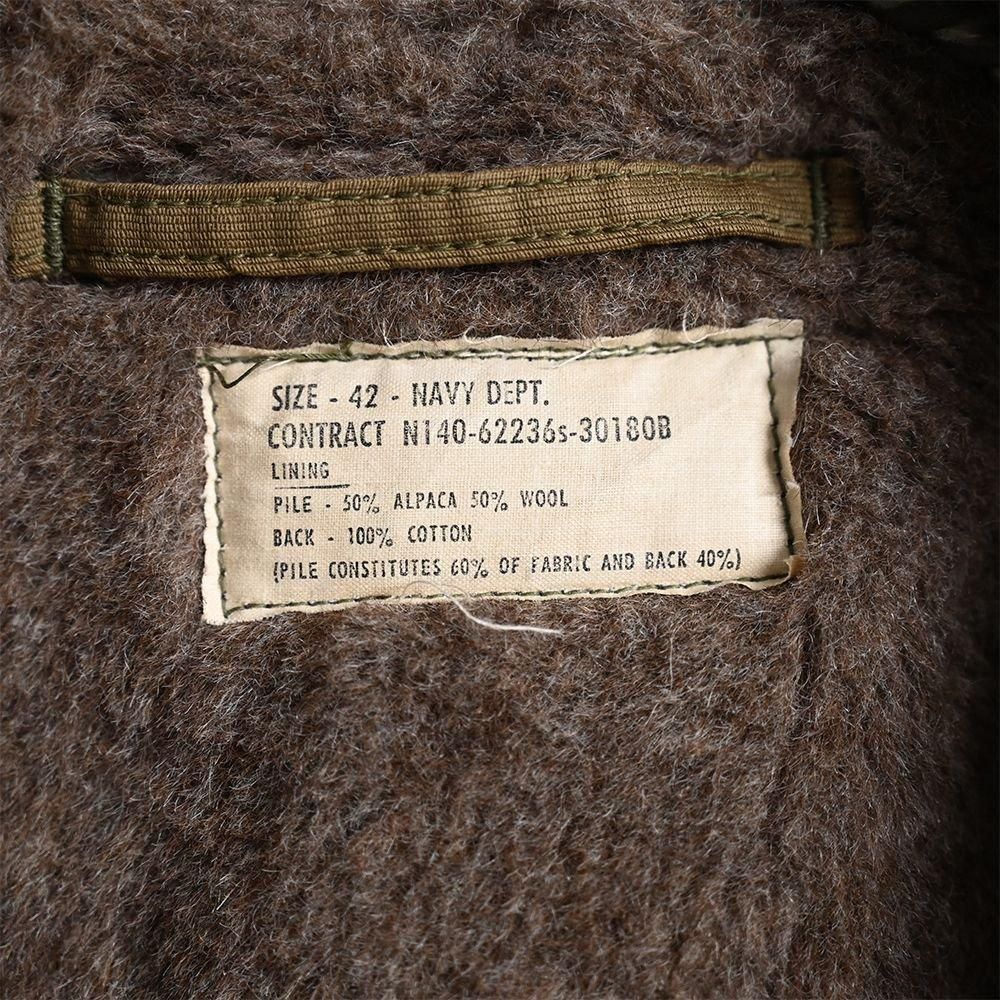 SIZE - 42 - NAVY DEPT.
CONTRACT N140-62236s-30180B
LINING
PILE - 50% ALPACA 50% WOOL
BACK - 100% COTTON
(PILE CONSTITUTES 60% OF FABRIC AND BACK 40%)